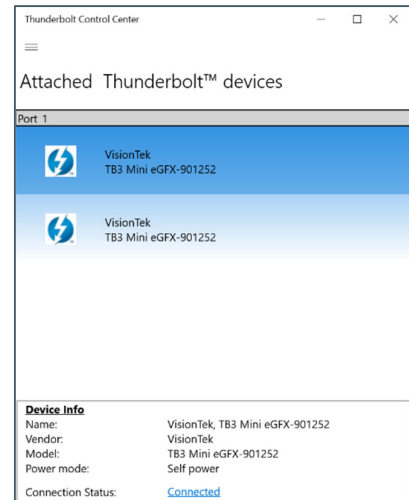 Thunderbolt Control Center
Attached Thunderbolt™ devices
Port 1
VisionTek
TB3 Mini eGFX-901252
VisionTek
TB3 Mini eGFX-901252
Device Info
Name: VisionTek, TB3 Mini eGFX-901252
Vendor: VisionTek
Model: TB3 Mini eGFX-901252
Power mode: Self power
Connection Status: Connected